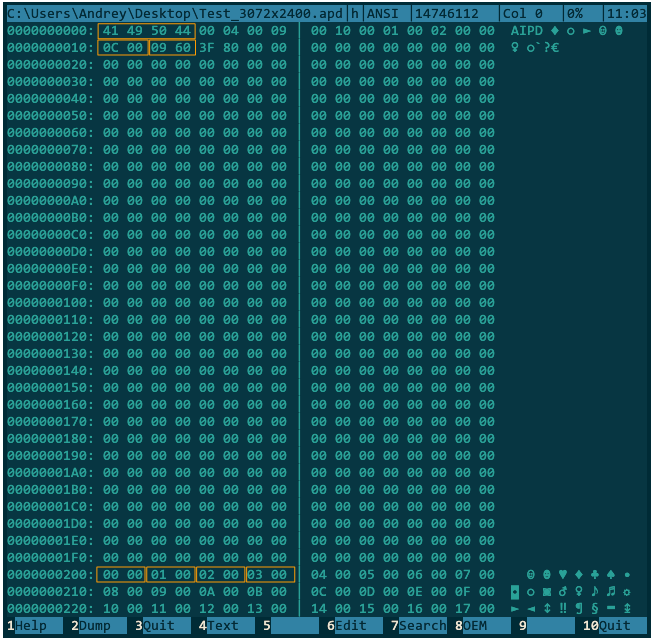 C:\Users\Andrey\Desktop\Test_3072x2400.apd│h│ANSI│14746112│Col 0│0%│11:03
0000000000: 41 49 50 44 00 04 00 09 │ 00 10 00 01 00 02 00 00 AIPD ♦ ○ ► ☺ ☻
0000000010: 0C 00 09 60 3F 80 00 00 │ 00 00 00 00 00 00 00 00 ♀ ○`?€
0000000020: 00 00 00 00 00 00 00 00 │ 00 00 00 00 00 00 00 00
0000000030: 00 00 00 00 00 00 00 00 │ 00 00 00 00 00 00 00 00
0000000040: 00 00 00 00 00 00 00 00 │ 00 00 00 00 00 00 00 00
0000000050: 00 00 00 00 00 00 00 00 │ 00 00 00 00 00 00 00 00
0000000060: 00 00 00 00 00 00 00 00 │ 00 00 00 00 00 00 00 00
0000000070: 00 00 00 00 00 00 00 00 │ 00 00 00 00 00 00 00 00
0000000080: 00 00 00 00 00 00 00 00 │ 00 00 00 00 00 00 00 00
0000000090: 00 00 00 00 00 00 00 00 │ 00 00 00 00 00 00 00 00
00000000A0: 00 00 00 00 00 00 00 00 │ 00 00 00 00 00 00 00 00
00000000B0: 00 00 00 00 00 00 00 00 │ 00 00 00 00 00 00 00 00
00000000C0: 00 00 00 00 00 00 00 00 │ 00 00 00 00 00 00 00 00
00000000D0: 00 00 00 00 00 00 00 00 │ 00 00 00 00 00 00 00 00
00000000E0: 00 00 00 00 00 00 00 00 │ 00 00 00 00 00 00 00 00
00000000F0: 00 00 00 00 00 00 00 00 │ 00 00 00 00 00 00 00 00
0000000100: 00 00 00 00 00 00 00 00 │ 00 00 00 00 00 00 00 00
0000000110: 00 00 00 00 00 00 00 00 │ 00 00 00 00 00 00 00 00
0000000120: 00 00 00 00 00 00 00 00 │ 00 00 00 00 00 00 00 00
0000000130: 00 00 00 00 00 00 00 00 │ 00 00 00 00 00 00 00 00
0000000140: 00 00 00 00 00 00 00 00 │ 00 00 00 00 00 00 00 00
0000000150: 00 00 00 00 00 00 00 00 │ 00 00 00 00 00 00 00 00
0000000160: 00 00 00 00 00 00 00 00 │ 00 00 00 00 00 00 00 00
0000000170: 00 00 00 00 00 00 00 00 │ 00 00 00 00 00 00 00 00
0000000180: 00 00 00 00 00 00 00 00 │ 00 00 00 00 00 00 00 00
0000000190: 00 00 00 00 00 00 00 00 │ 00 00 00 00 00 00 00 00
00000001A0: 00 00 00 00 00 00 00 00 │ 00 00 00 00 00 00 00 00
00000001B0: 00 00 00 00 00 00 00 00 │ 00 00 00 00 00 00 00 00
00000001C0: 00 00 00 00 00 00 00 00 │ 00 00 00 00 00 00 00 00
00000001D0: 00 00 00 00 00 00 00 00 │ 00 00 00 00 00 00 00 00
00000001E0: 00 00 00 00 00 00 00 00 │ 00 00 00 00 00 00 00 00
00000001F0: 00 00 00 00 00 00 00 00 │ 00 00 00 00 00 00 00 00
0000000200: 00 00 01 00 02 00 03 00 │ 04 00 05 00 06 00 07 00 ☺ ☻ ♥ ♦ ♣ ♠ •
0000000210: 08 00 09 00 0A 00 0B 00 │ 0C 00 0D 00 0E 00 0F 00 ◘ ○ ◙ ♂ ♀ ♪ ♫ ☼
0000000220: 10 00 11 00 12 00 13 00 │ 14 00 15 00 16 00 17 00 ► ◄ ↕ ‼ ¶ § ▬ ↨
1Help 2Dump 3Quit 4Text 5 6Edit 7Search 8OEM 9 10Quit